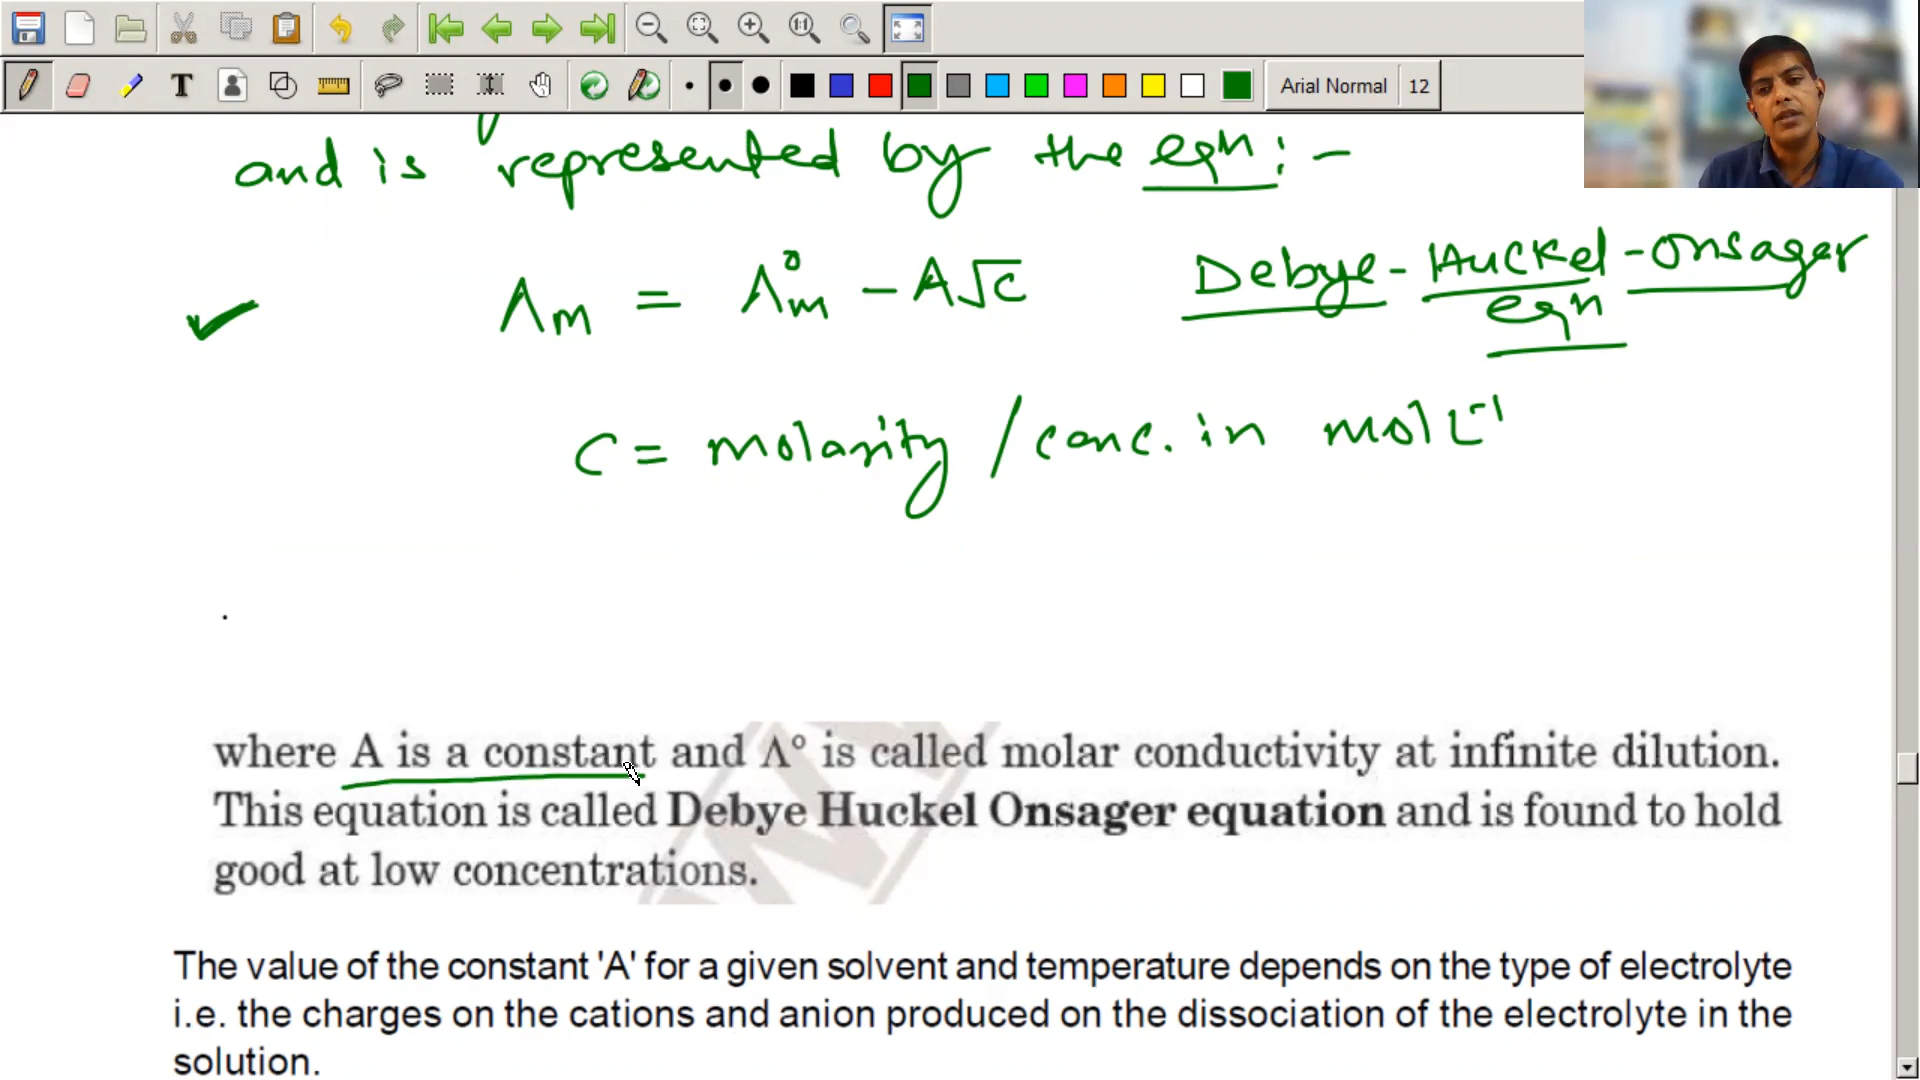 1:1
T
Arial Normal 12
and is represented by the eqn :-
Λm = Λ°m - A√c Debye-Huckel-Onsager
eqn
C = molarity / conc. in mol L⁻¹
where A is a constant and Λ° is called molar conductivity at infinite dilution.
This equation is called Debye Huckel Onsager equation and is found to hold
good at low concentrations.
The value of the constant 'A' for a given solvent and temperature depends on the type of electrolyte
i.e. the charges on the cations and anion produced on the dissociation of the electrolyte in the
solution.